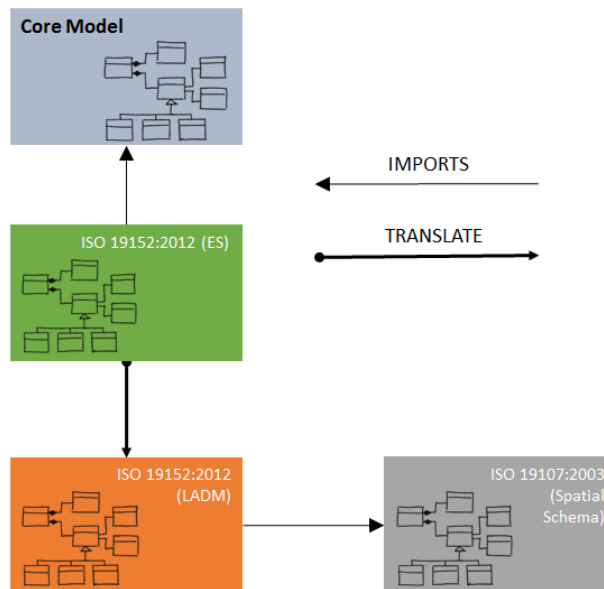 Core Model
IMPORTS
ISO 19152:2012 (ES)
TRANSLATE
ISO 19152:2012
(LADM)
ISO 19107:2003
(Spatial
Schema)